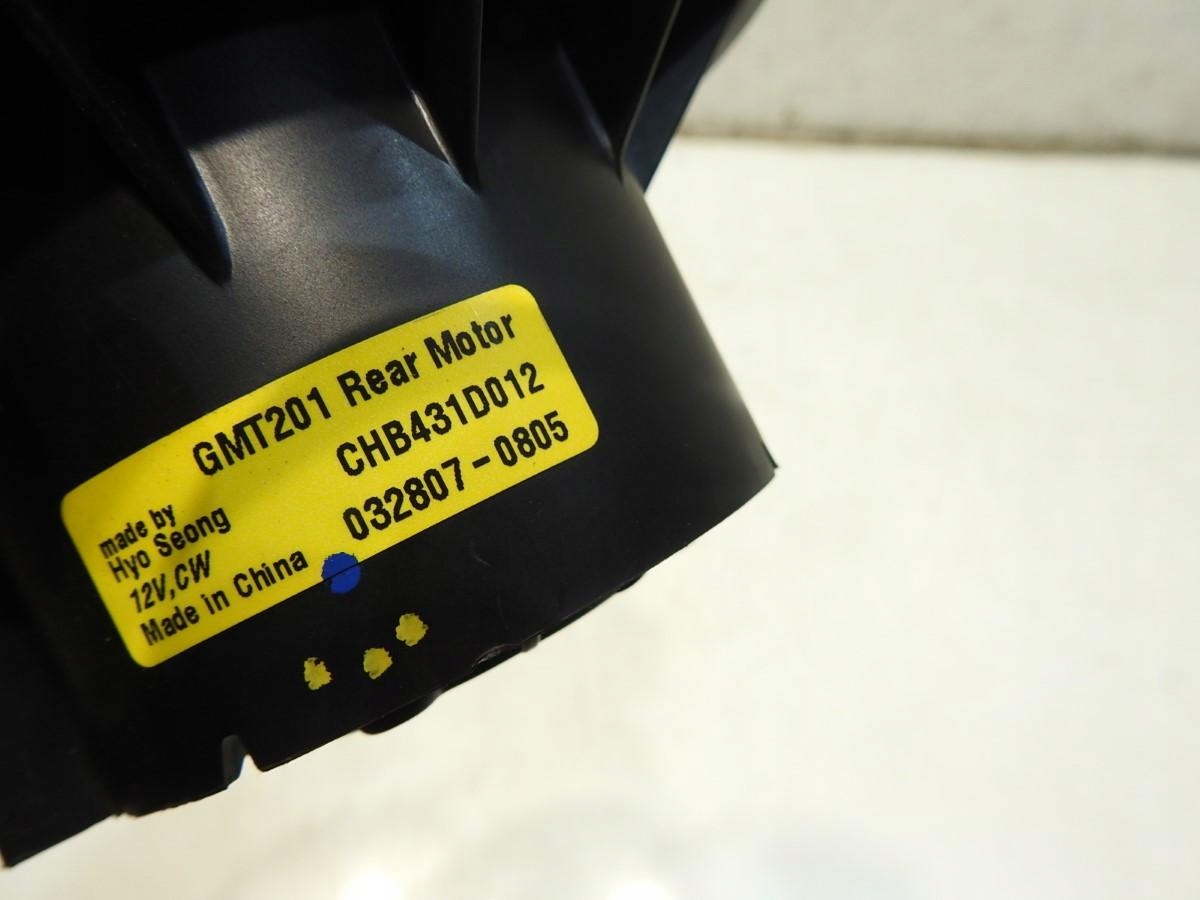 GMT201 Rear Motor
CHB431D012
032807-0805
made by
Hyo Seong
12V,CW
Made in China